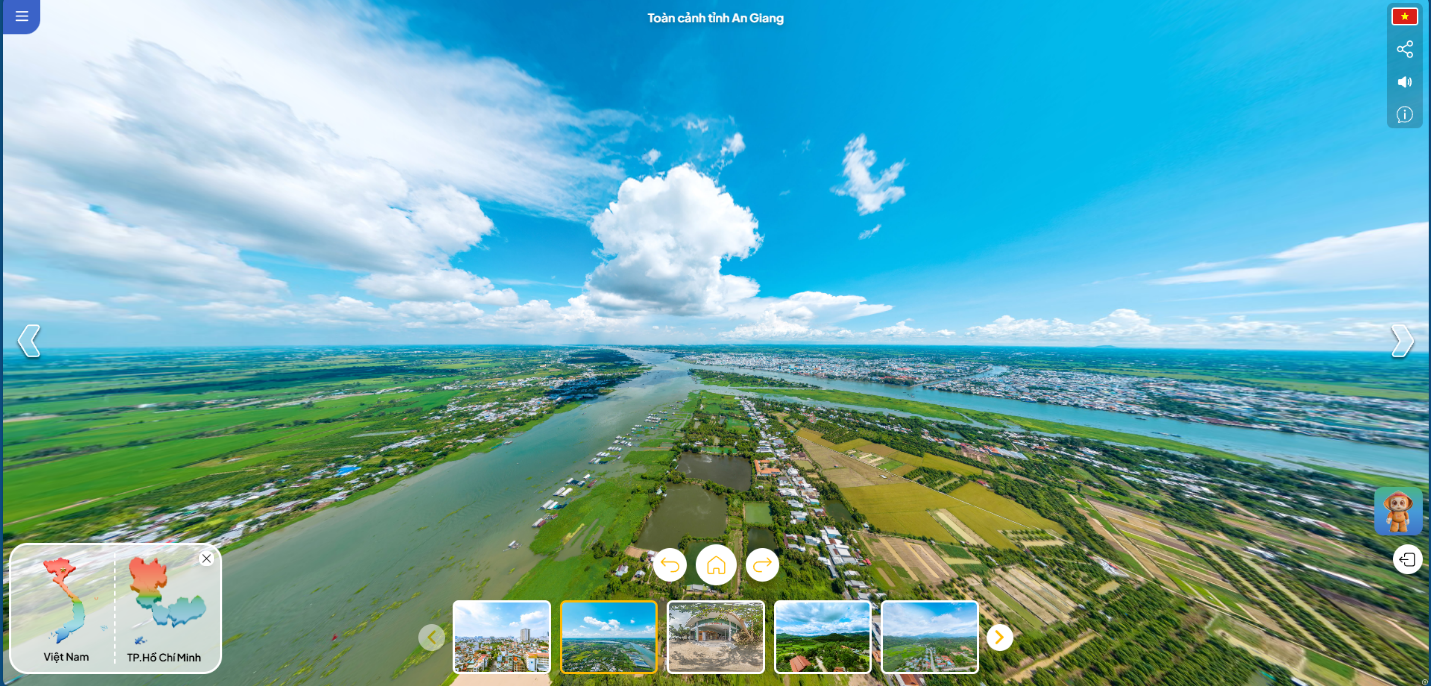 Toàn cảnh tỉnh An Giang
Việt Nam
TP.Hồ Chí Minh